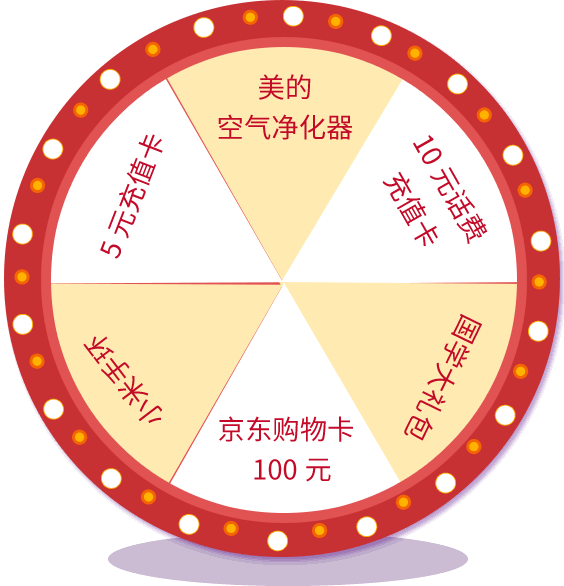 美的
空气净化器
10 元话费
充值卡
国学大礼包
京东购物卡
100 元
小米手环
5 元充值卡